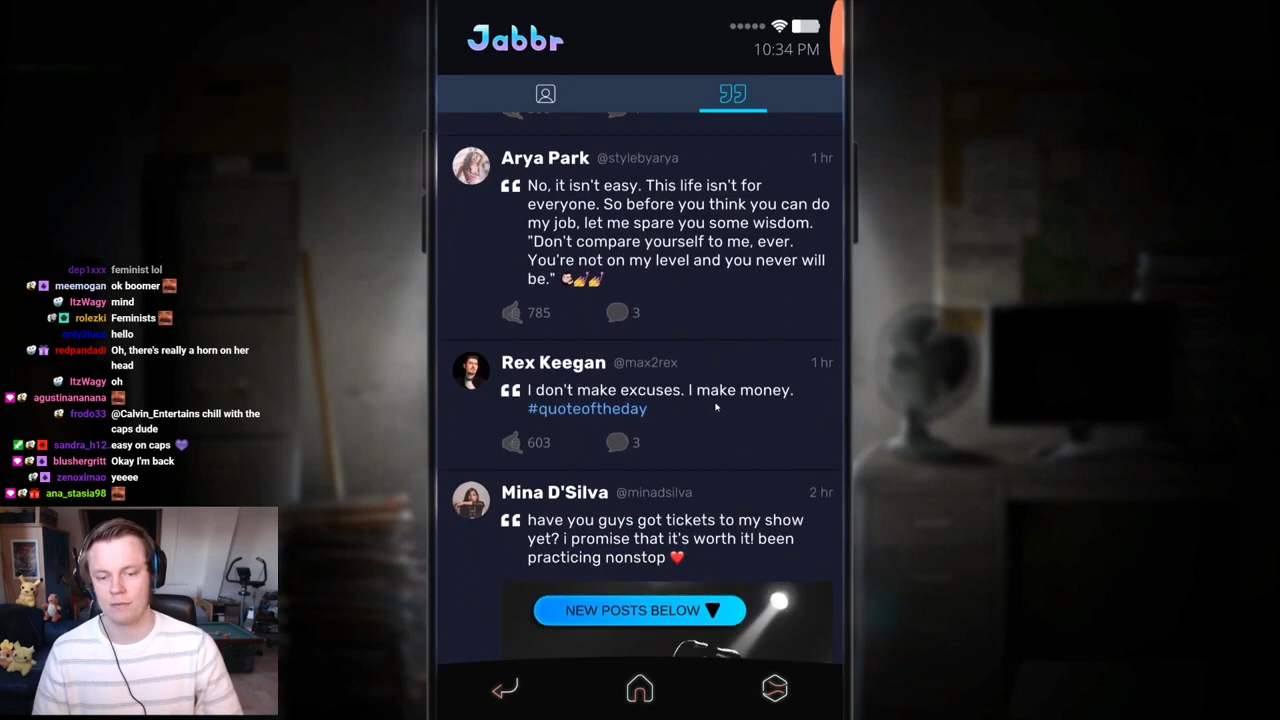 Jabbr
10:34 PM
Arya Park @stylebyarya 1 hr
No, it isn't easy. This life isn't for
everyone. So before you think you can do
my job, let me spare you some wisdom.
"Don't compare yourself to me, ever.
You're not on my level and you never will
be." 💅💅
785 3
Rex Keegan @max2rex 1 hr
I don't make excuses. I make money.
#quoteoftheday
603 3
Mina D'Silva @minadsilva 2 hr
have you guys got tickets to my show
yet? i promise that it's worth it! been
practicing nonstop ❤️
NEW POSTS BELOW ▼
dep1xxx feminist lol
meemogan ok boomer
ItzWagy mind
rolezki Feminists
hello
redpandadi Oh, there's really a horn on her
head
ItzWagy oh
agustinananana
frodo33 @Calvin_Entertains chill with the
caps dude
sandra_h12.. easy on caps 💜
blushergritt Okay I'm back
zenoximao yeeee
ana_stasia98